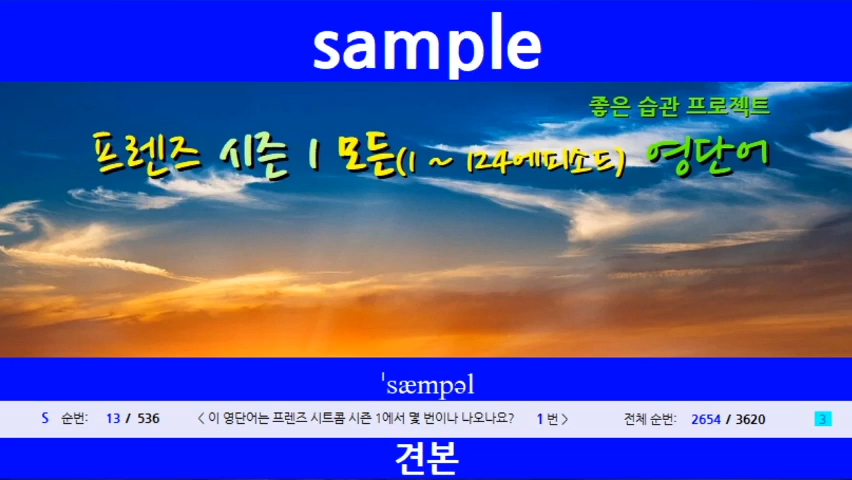 sample
좋은 습관 프로젝트
프렌즈 시즌 1 모든(1 ~ 124에피소드) 영단어
ˈsæmpəl
S 순번: 13 / 536 < 이 영단어는 프렌즈 시트콤 시즌 1에서 몇 번이나 나오나요? 1 번 > 전체 순번: 2654 / 3620 3
견본